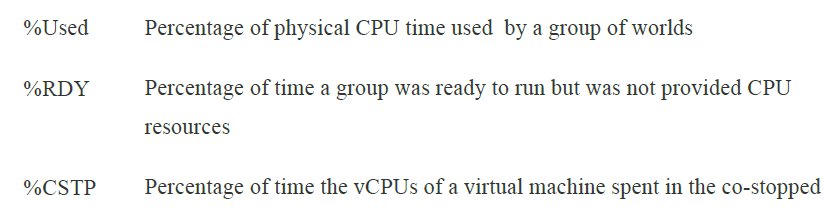 %Used Percentage of physical CPU time used by a group of worlds
%RDY Percentage of time a group was ready to run but was not provided CPU
resources
%CSTP Percentage of time the vCPUs of a virtual machine spent in the co-stopped